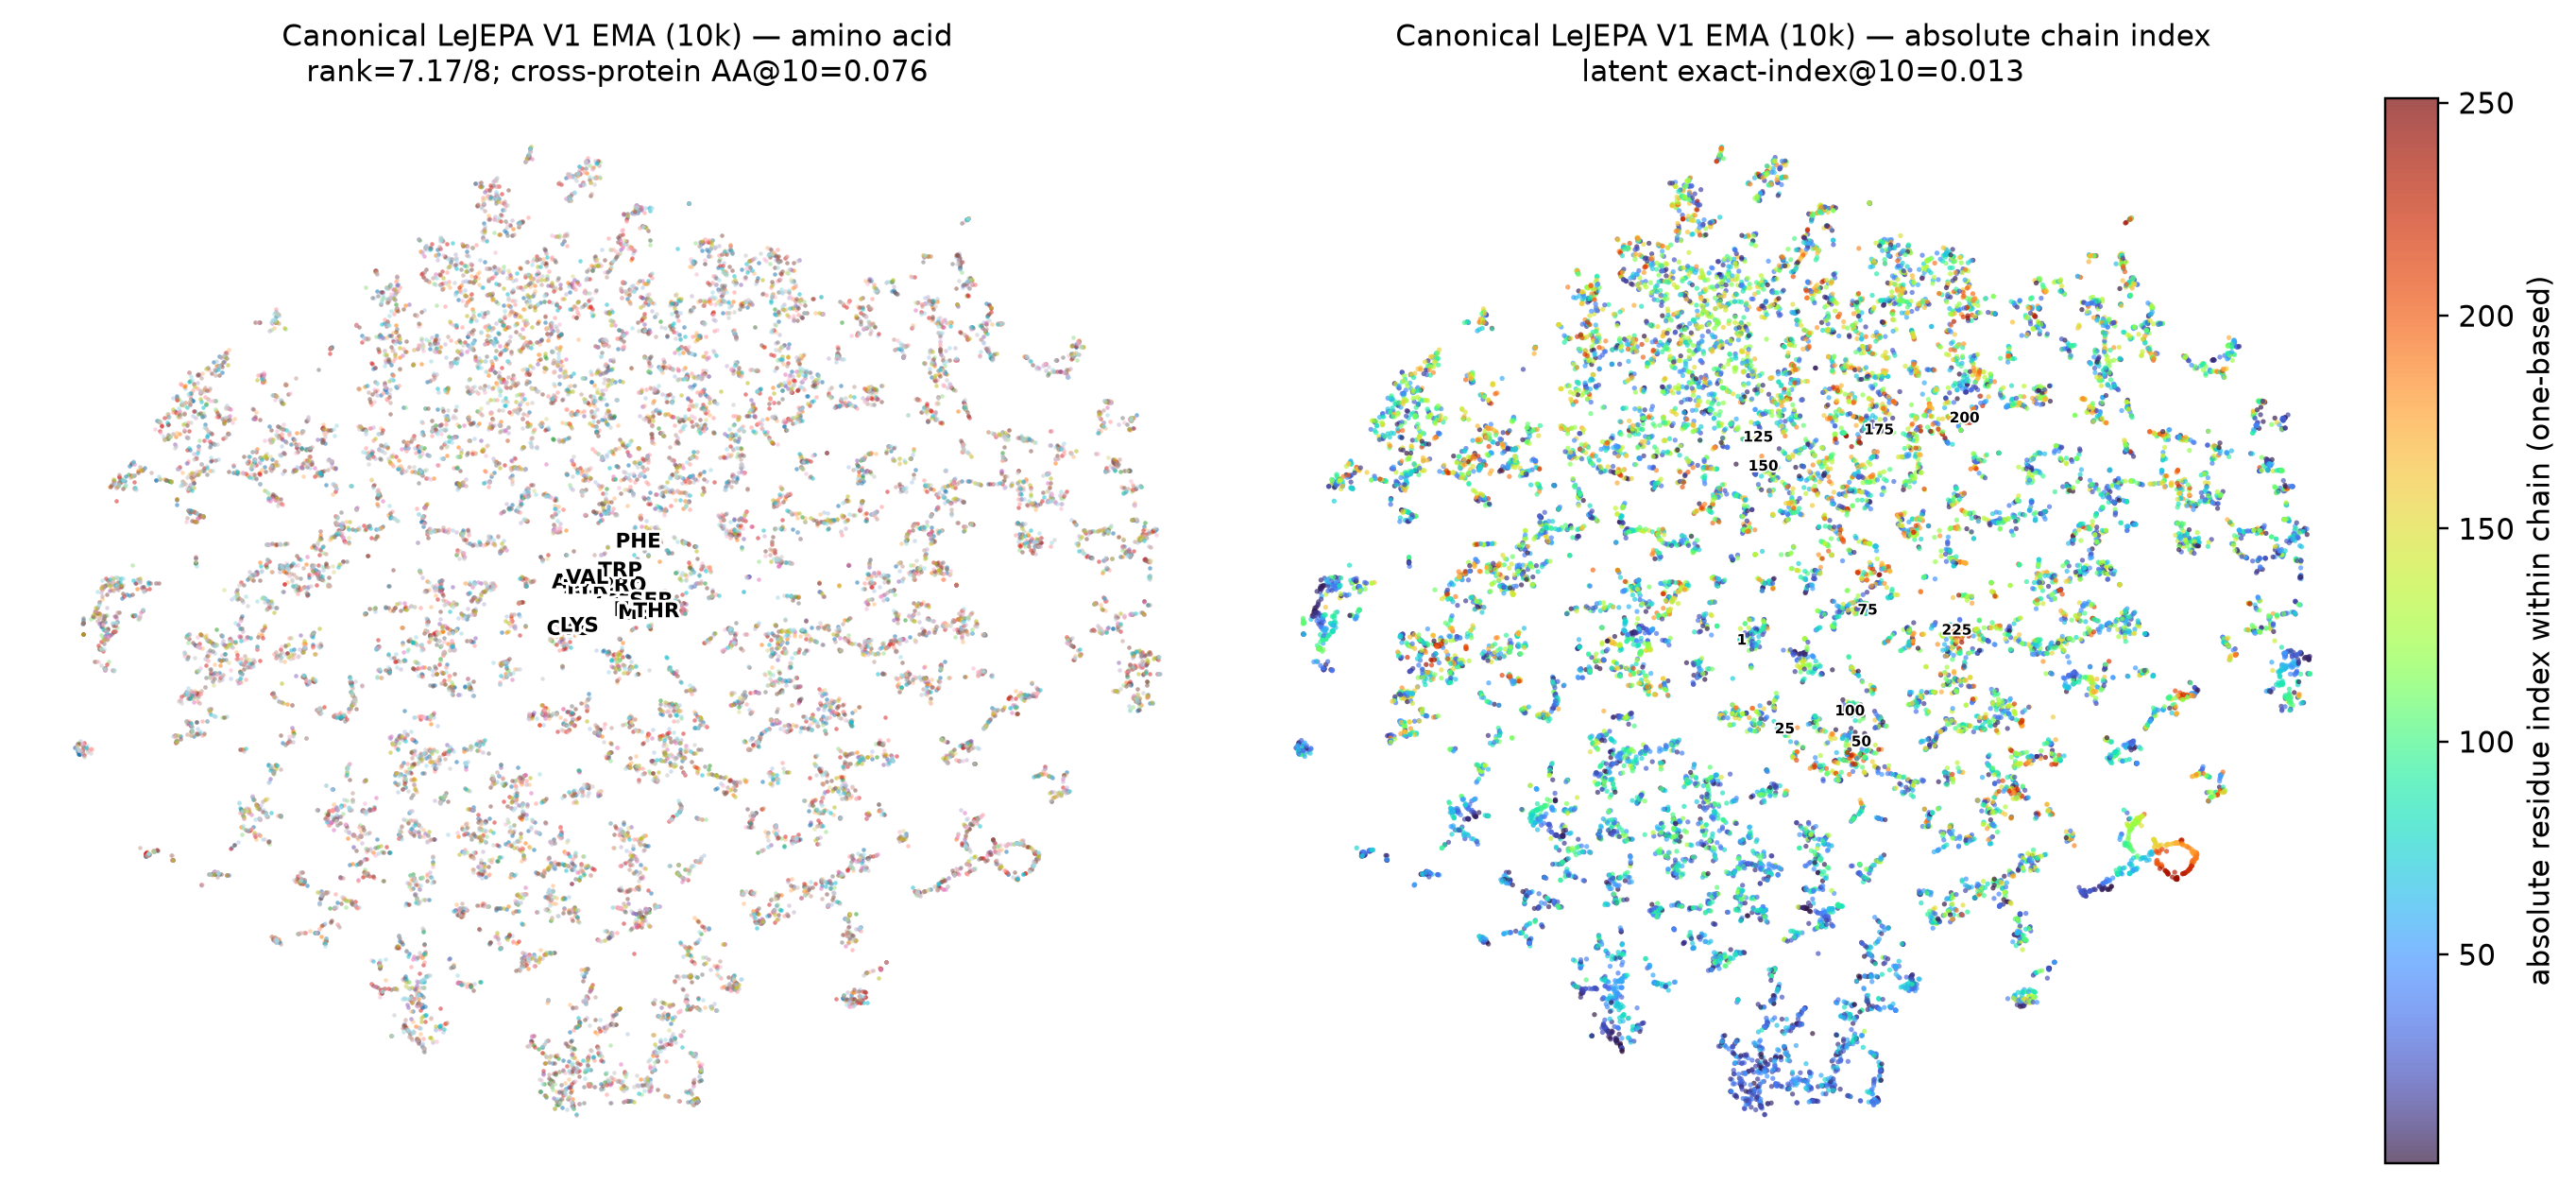 Canonical LeJEPA V1 EMA (10k) — amino acid
rank=7.17/8; cross-protein AA@10=0.076
PHE
TRP
VAL
SER
THR
LYS
Canonical LeJEPA V1 EMA (10k) — absolute chain index
latent exact-index@10=0.013
200
175
125
150
75
1
225
100
25
50
250
200
150
100
50
absolute residue index within chain (one-based)